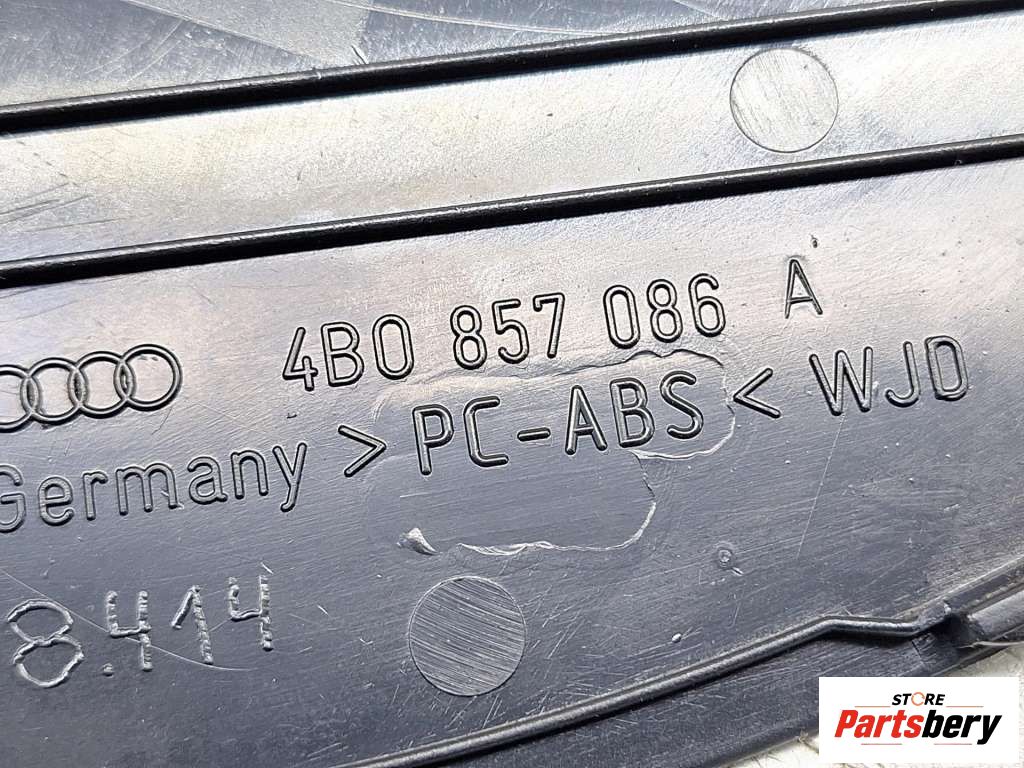 4B0 857 086 A
Germany >PC-ABS< WJD
8.414
STORE
Partsbery